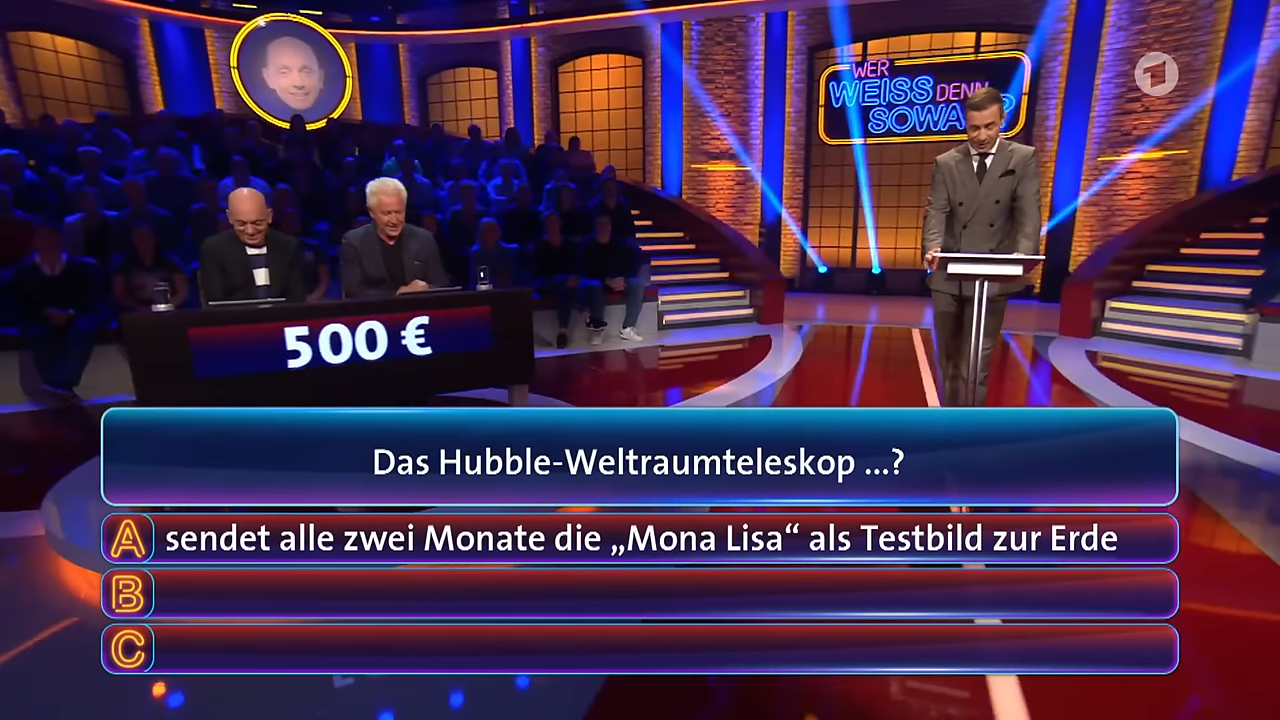 WER
WEISS DENN
SOWA
1
500 €
Das Hubble-Weltraumteleskop ...?
A sendet alle zwei Monate die „Mona Lisa“ als Testbild zur Erde
B
C